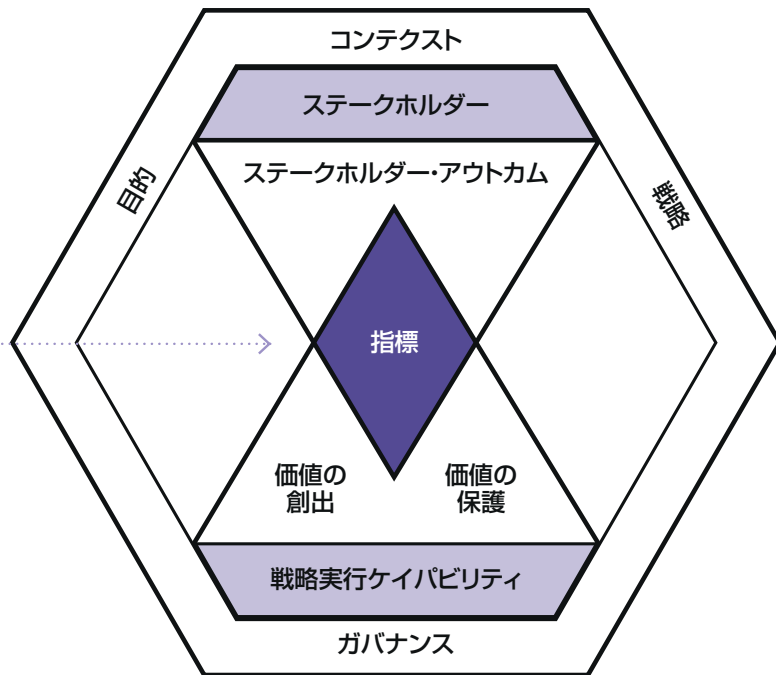 コンテクスト
ステークホルダー
ステークホルダー・アウトカム
目的
戦略
指標
価値の
創出
価値の
保護
戦略実行ケイパビリティ
ガバナンス